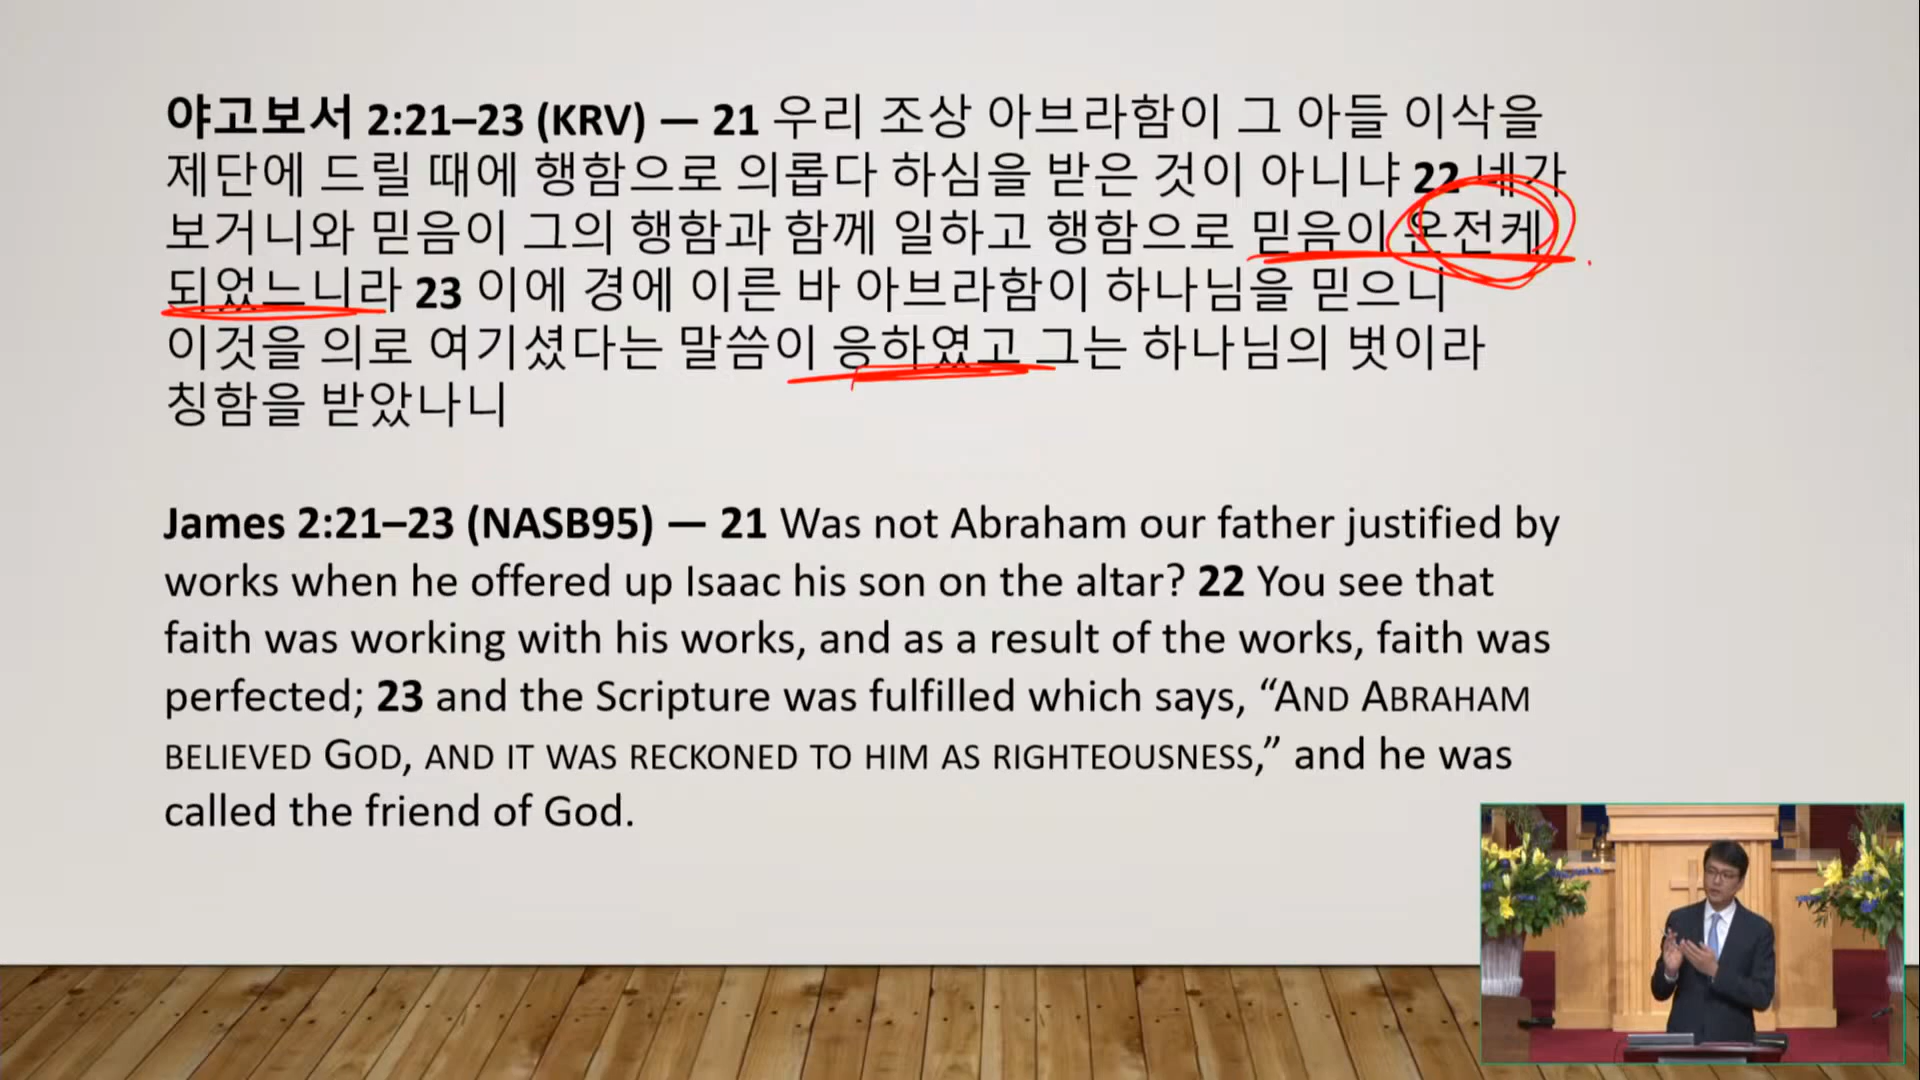 야고보서 2:21–23 (KRV) — 21 우리 조상 아브라함이 그 아들 이삭을
제단에 드릴 때에 행함으로 의롭다 하심을 받은 것이 아니냐 22 네가
보거니와 믿음이 그의 행함과 함께 일하고 행함으로 믿음이 온전케
되었느니라 23 이에 경에 이른 바 아브라함이 하나님을 믿으니
이것을 의로 여기셨다는 말씀이 응하였고 그는 하나님의 벗이라
칭함을 받았나니
James 2:21–23 (NASB95) — 21 Was not Abraham our father justified by
works when he offered up Isaac his son on the altar? 22 You see that
faith was working with his works, and as a result of the works, faith was
perfected; 23 and the Scripture was fulfilled which says, “AND ABRAHAM
BELIEVED GOD, AND IT WAS RECKONED TO HIM AS RIGHTEOUSNESS,” and he was
called the friend of God.